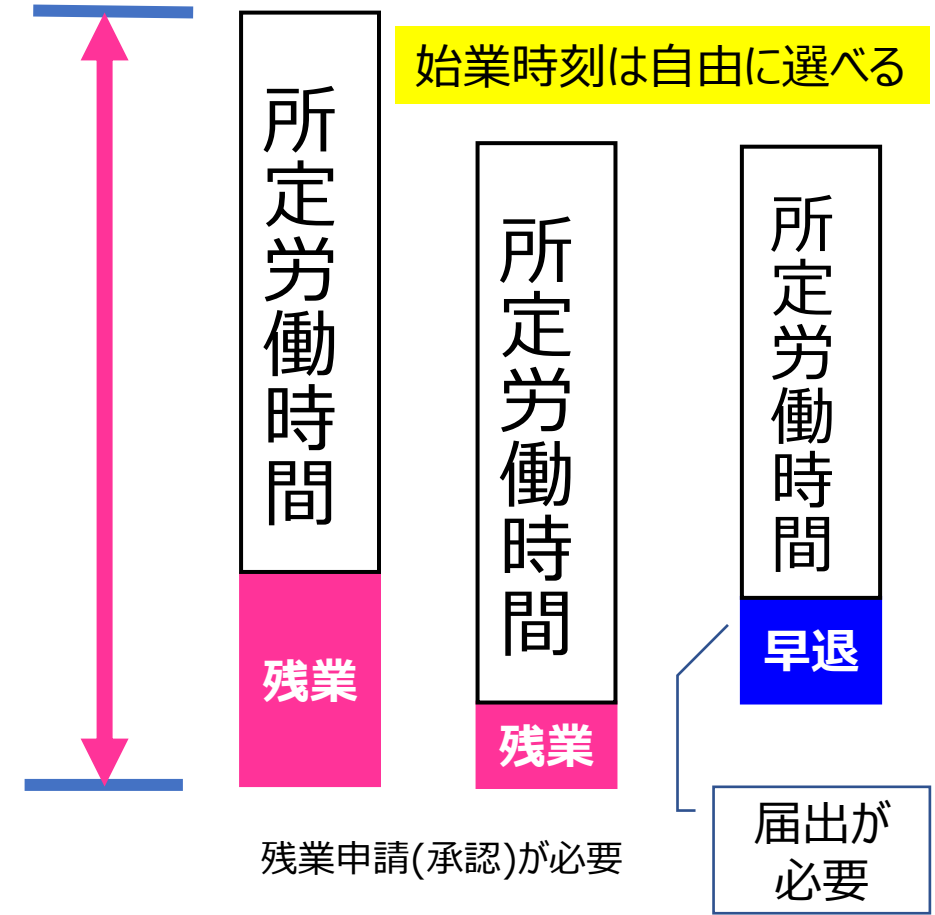 始業時刻は自由に選べる
所定労働時間
残業
所定労働時間
残業
所定労働時間
早退
残業申請(承認)が必要
届出が
必要